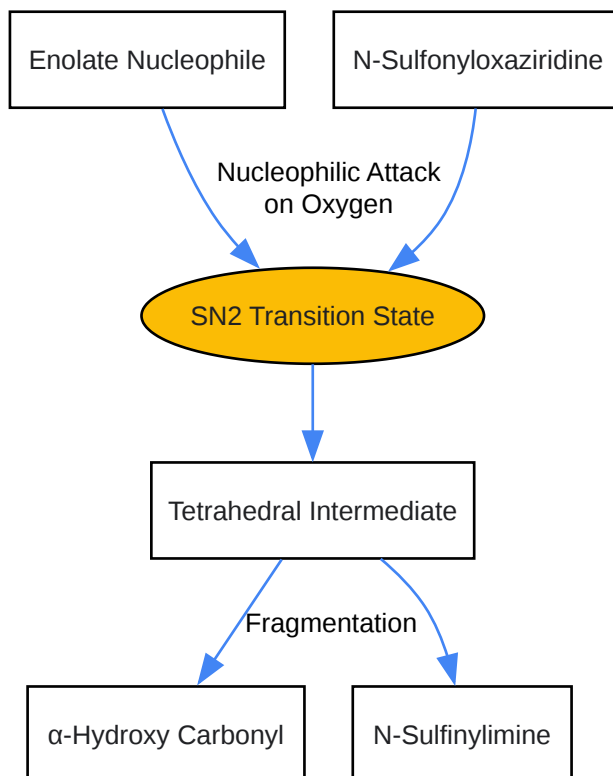 Enolate Nucleophile
N-Sulfonyloxaziridine
Nucleophilic Attack
on Oxygen
SN2 Transition State
Tetrahedral Intermediate
Fragmentation
α-Hydroxy Carbonyl
N-Sulfinylimine